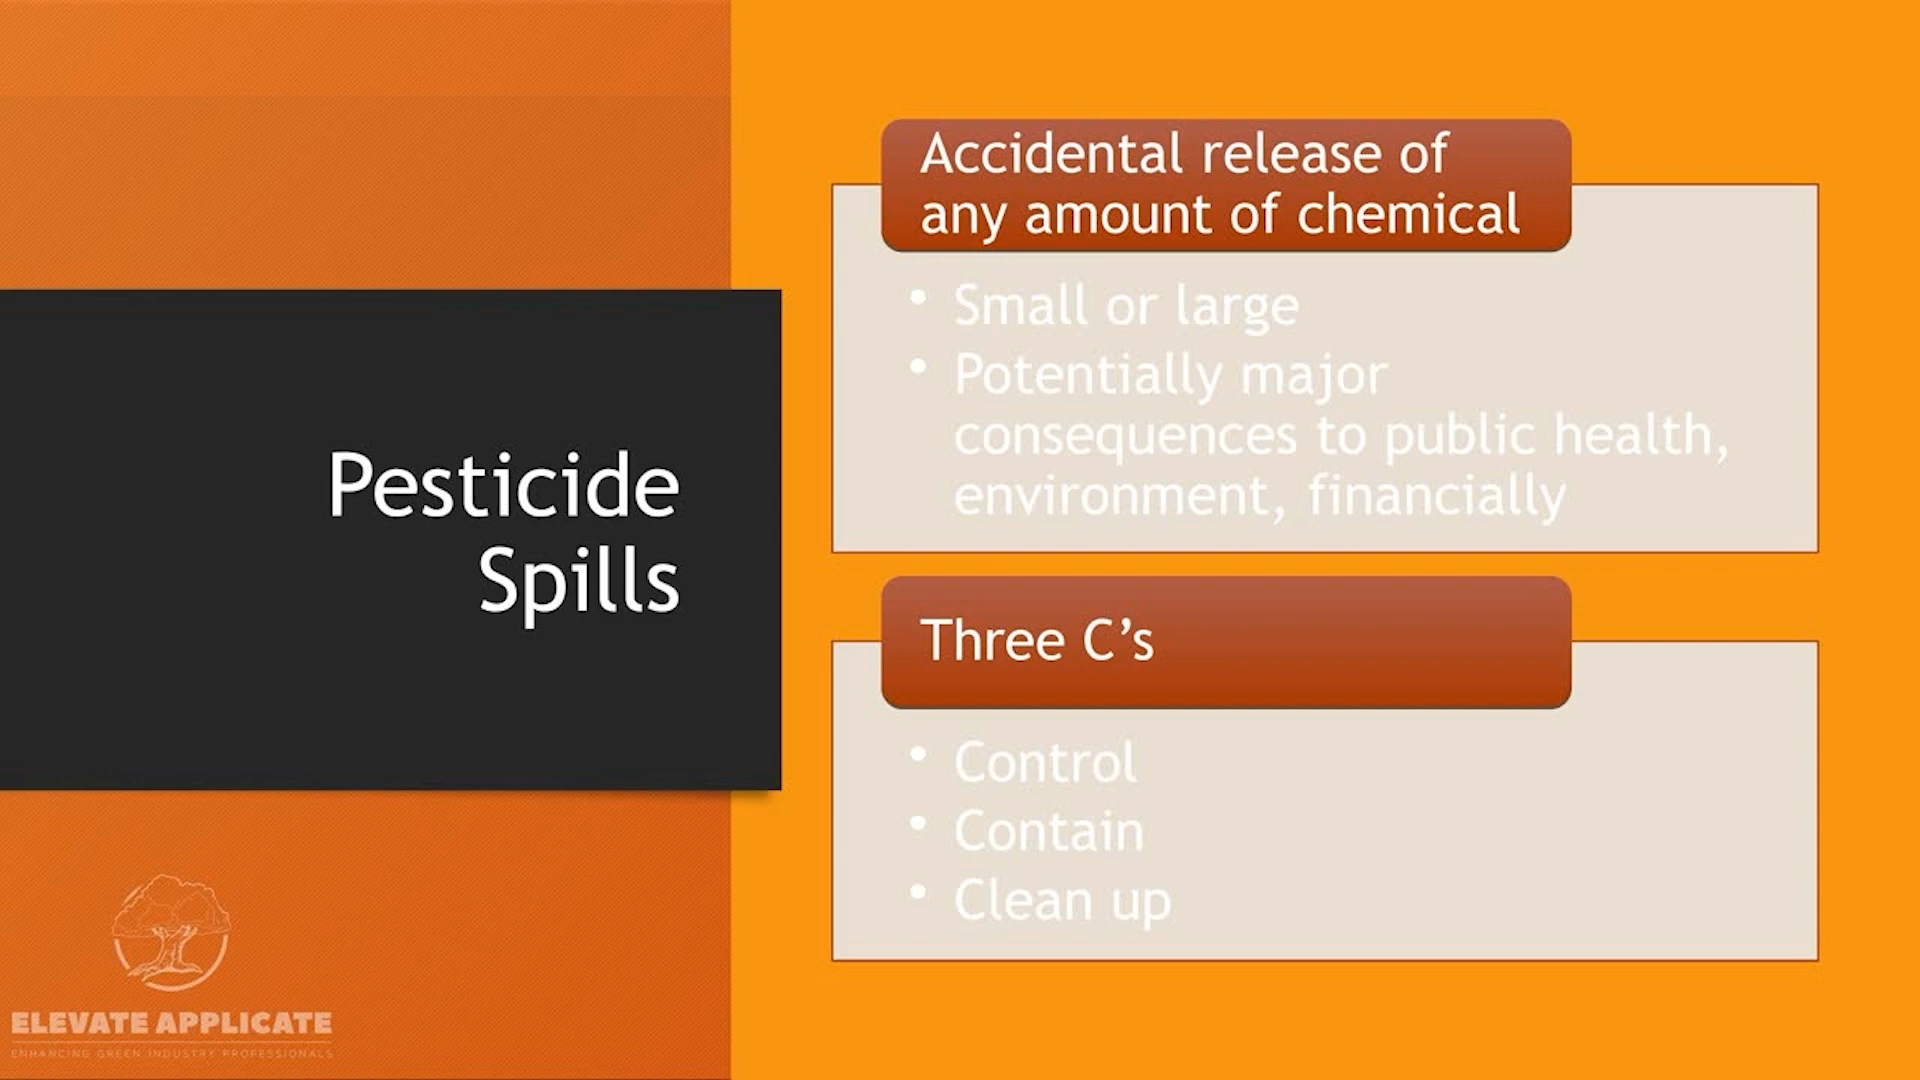 Pesticide
Spills
Accidental release of
any amount of chemical
• Small or large
• Potentially major
consequences to public health,
environment, financially
Three C’s
• Control
• Contain
• Clean up
ELEVATE APPLICATE
ENHANCING GREEN INDUSTRY PROFESSIONALS